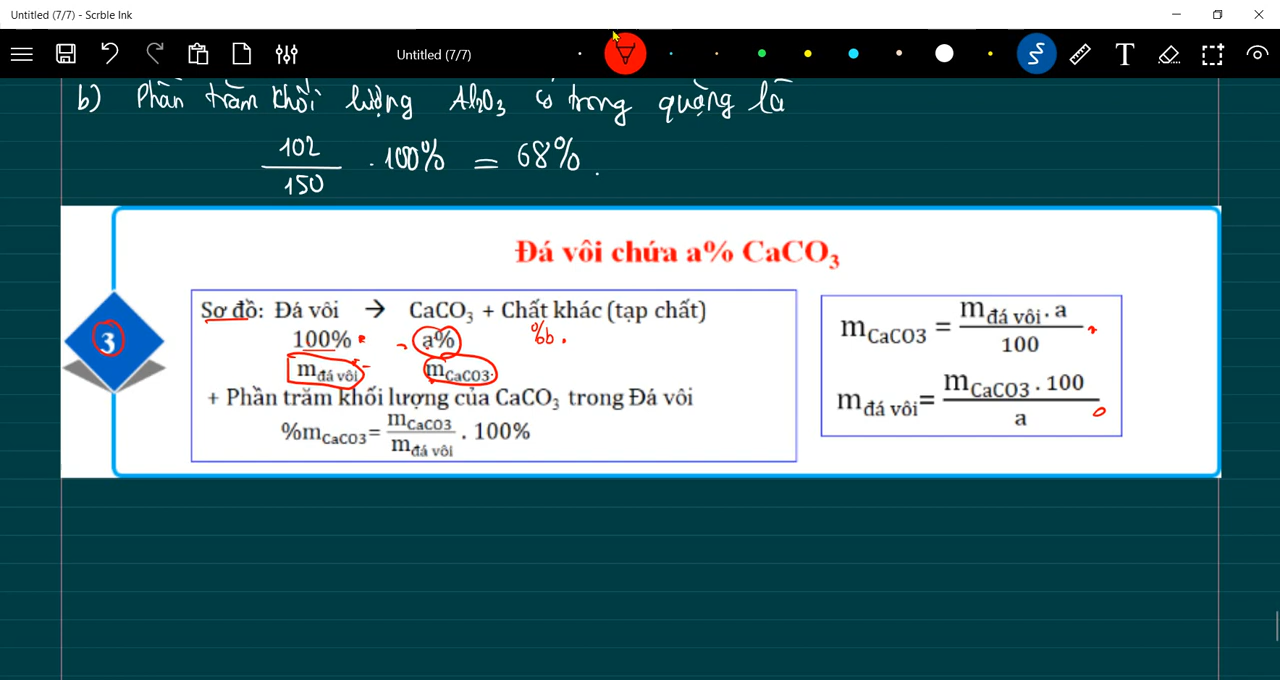 Untitled (7/7) - Scrble Ink
Untitled (7/7)
T
b) Phần trăm khối lượng Al2O3 có trong quặng là
102/150 . 100% = 68%.
Đá vôi chứa a% CaCO3
3
Sơ đồ: Đá vôi → CaCO3 + Chất khác (tạp chất)
100% a% %b.
mđá vôi mCaCO3
+ Phần trăm khối lượng của CaCO3 trong Đá vôi
%mCaCO3= mCaCO3/mđá vôi . 100%
mCaCO3 = mđá vôi . a/100
mđá vôi= mCaCO3 . 100/a